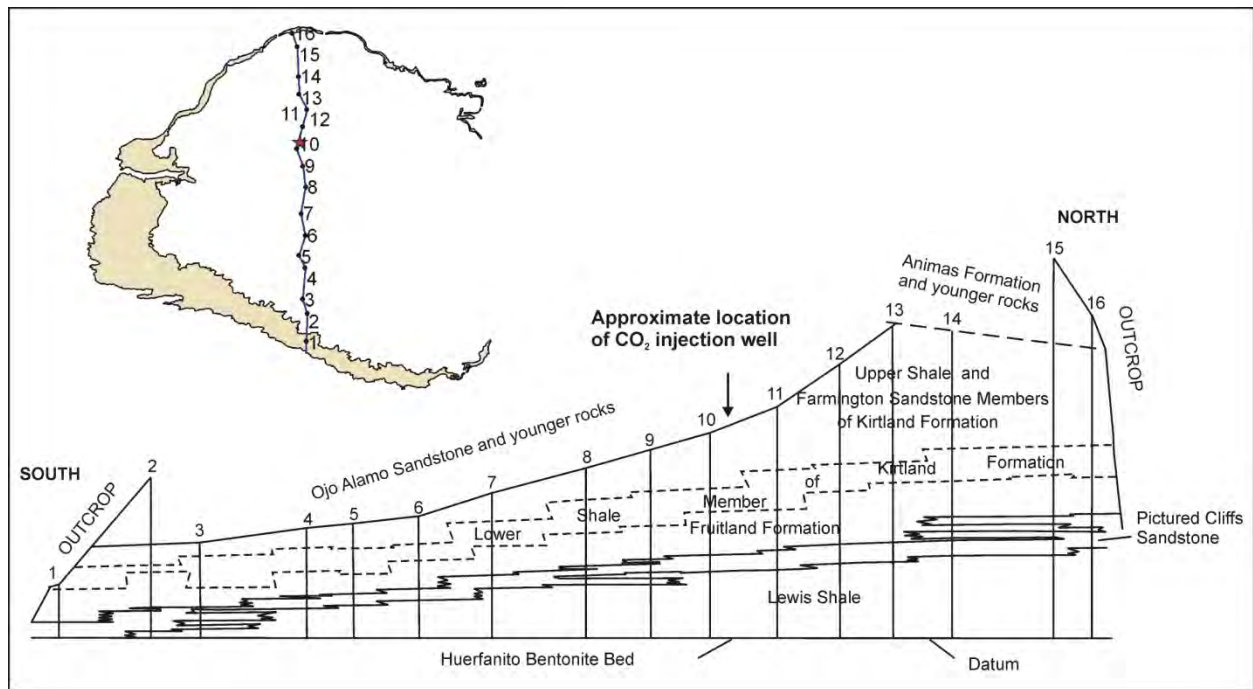 16
15
14
13
11
12
0
9
8
7
6
5
4
3
2
1
NORTH
15
Animas Formation
and younger rocks
16
OUTCROP
13
14
Approximate location
of CO₂ injection well
12
Upper Shale and
Farmington Sandstone Members
of Kirtland Formation
11
10
Ojo Alamo Sandstone and younger rocks
9
8
7
6
5
4
3
SOUTH
2
OUTCROP
1
Lower Shale Member of Kirtland Formation
Fruitland Formation
Pictured Cliffs
Sandstone
Lewis Shale
Huerfanito Bentonite Bed
Datum